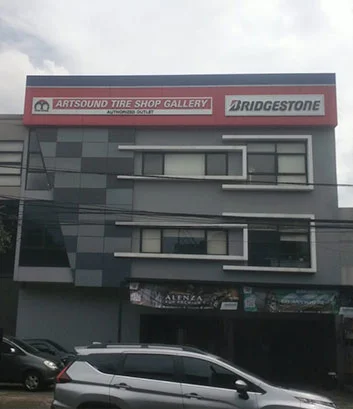 ARTSOUND TIRE SHOP GALLERY
AUTHORIZED OUTLET
BRIDGESTONE
ALENZA